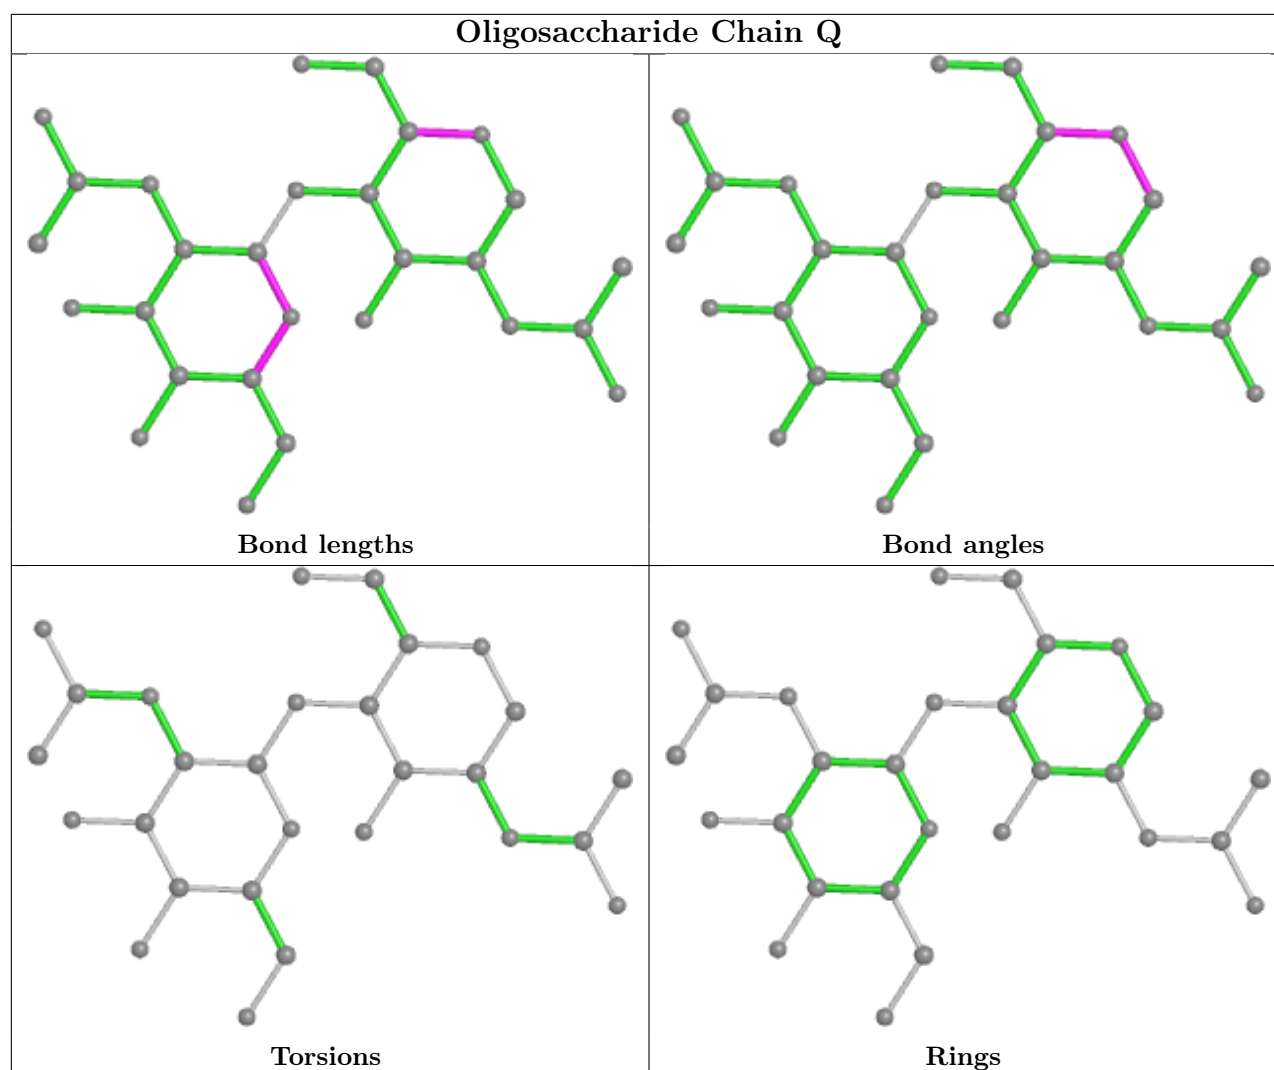 Oligosaccharide Chain Q
Bond lengths
Bond angles
Torsions
Rings